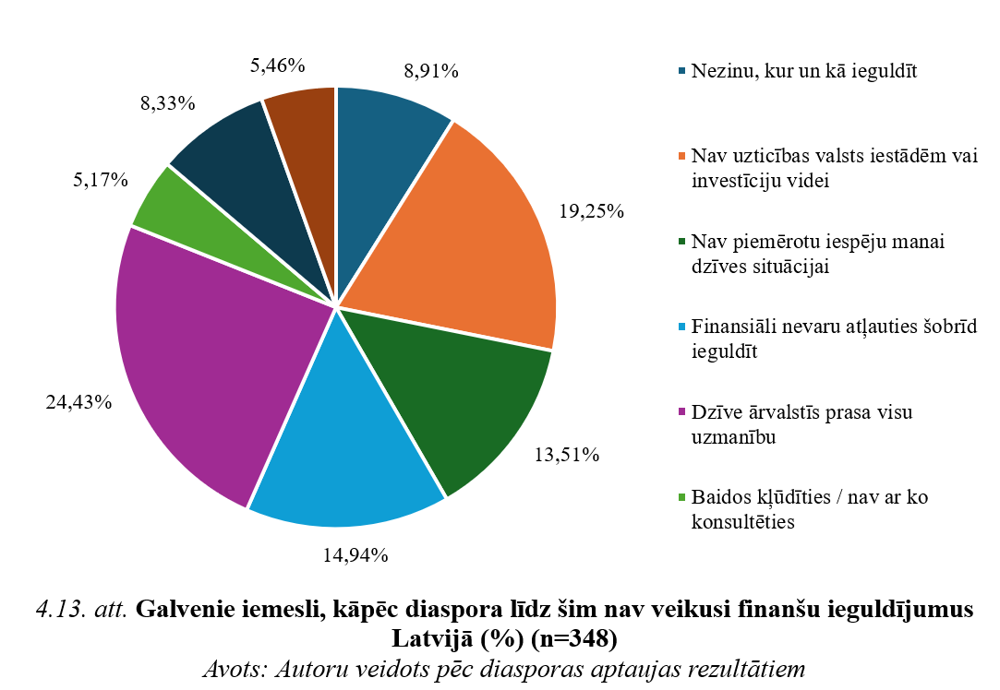 5,46%
8,91%
8,33%
5,17%
19,25%
24,43%
13,51%
14,94%
Nezinu, kur un kā ieguldīt
Nav uzticības valsts iestādēm vai
investīciju videi
Nav piemērotu iespēju manai
dzīves situācijai
Finansiāli nevaru atļauties šobrīd
ieguldīt
Dzīve ārvalstīs prasa visu
uzmanību
Baidos kļūdīties / nav ar ko
konsultēties
4.13. att. Galvenie iemesli, kāpēc diaspora līdz šim nav veikusi finanšu ieguldījumus
Latvijā (%) (n=348)
Avots: Autoru veidots pēc diasporas aptaujas rezultātiem